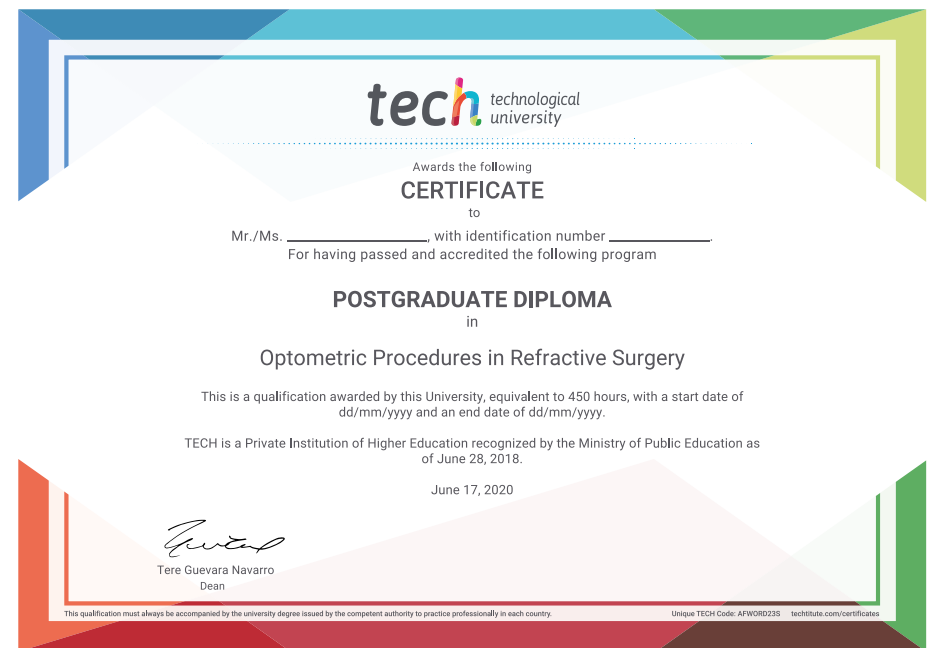 tech technological
university
Awards the following
CERTIFICATE
to
Mr./Ms. ____________________, with identification number ______________.
For having passed and accredited the following program
POSTGRADUATE DIPLOMA
in
Optometric Procedures in Refractive Surgery
This is a qualification awarded by this University, equivalent to 450 hours, with a start date of
dd/mm/yyyy and an end date of dd/mm/yyyy.
TECH is a Private Institution of Higher Education recognized by the Ministry of Public Education as
of June 28, 2018.
June 17, 2020
Tere Guevara Navarro
Dean
This qualification must always be accompanied by the university degree issued by the competent authority to practice professionally in each country. Unique TECH Code: AFWORD23S techtitute.com/certificates